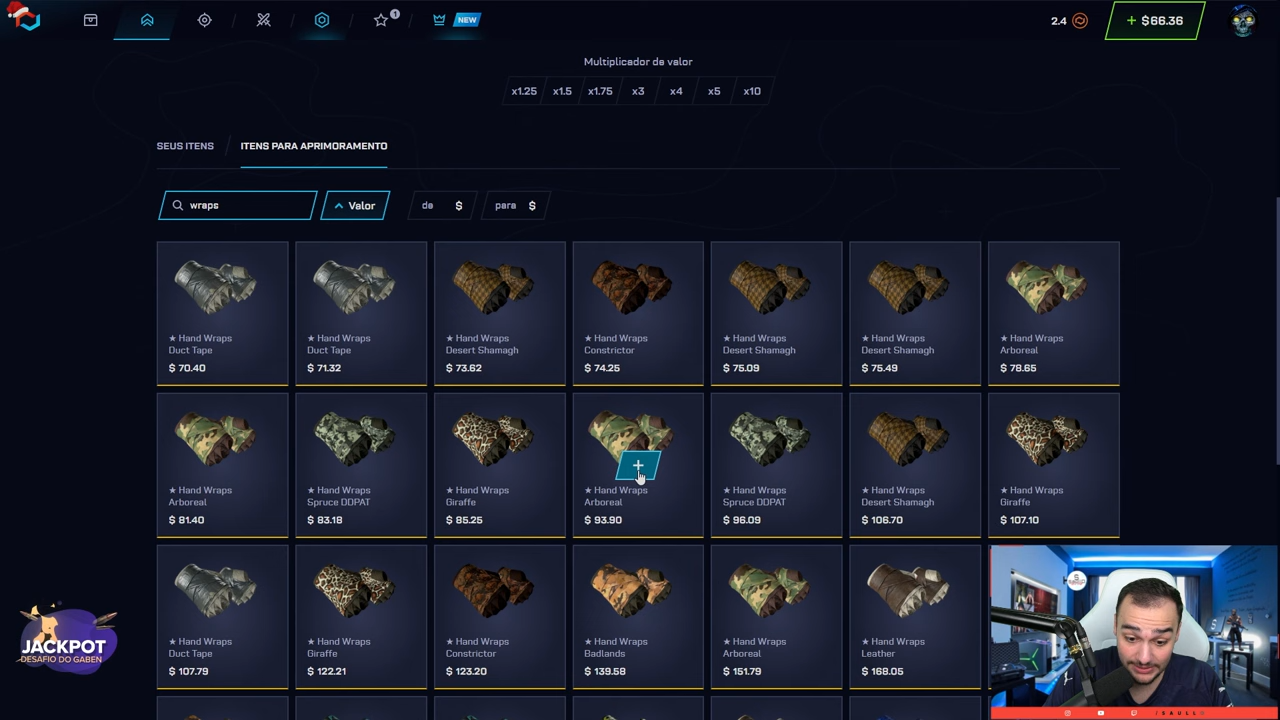 1
NEW
2.4
+ $66.36
Multiplicador de valor
x1.25 x1.5 x1.75 x3 x4 x5 x10
SEUS ITENS
ITENS PARA APRIMORAMENTO
wraps
Valor
de $
para $
★ Hand Wraps
Duct Tape
$ 70.40
★ Hand Wraps
Duct Tape
$ 71.32
★ Hand Wraps
Desert Shamagh
$ 73.62
★ Hand Wraps
Constrictor
$ 74.25
★ Hand Wraps
Desert Shamagh
$ 75.09
★ Hand Wraps
Desert Shamagh
$ 75.49
★ Hand Wraps
Arboreal
$ 78.65
★ Hand Wraps
Arboreal
$ 81.40
★ Hand Wraps
Spruce DDPAT
$ 83.18
★ Hand Wraps
Giraffe
$ 85.25
★ Hand Wraps
Arboreal
$ 93.90
★ Hand Wraps
Spruce DDPAT
$ 96.09
★ Hand Wraps
Desert Shamagh
$ 106.70
★ Hand Wraps
Giraffe
$ 107.10
★ Hand Wraps
Duct Tape
$ 107.79
★ Hand Wraps
Giraffe
$ 122.21
★ Hand Wraps
Constrictor
$ 123.20
★ Hand Wraps
Badlands
$ 139.58
★ Hand Wraps
Arboreal
$ 151.79
★ Hand Wraps
Leather
$ 168.05
JACKPOT
DESAFIO DO GABEN